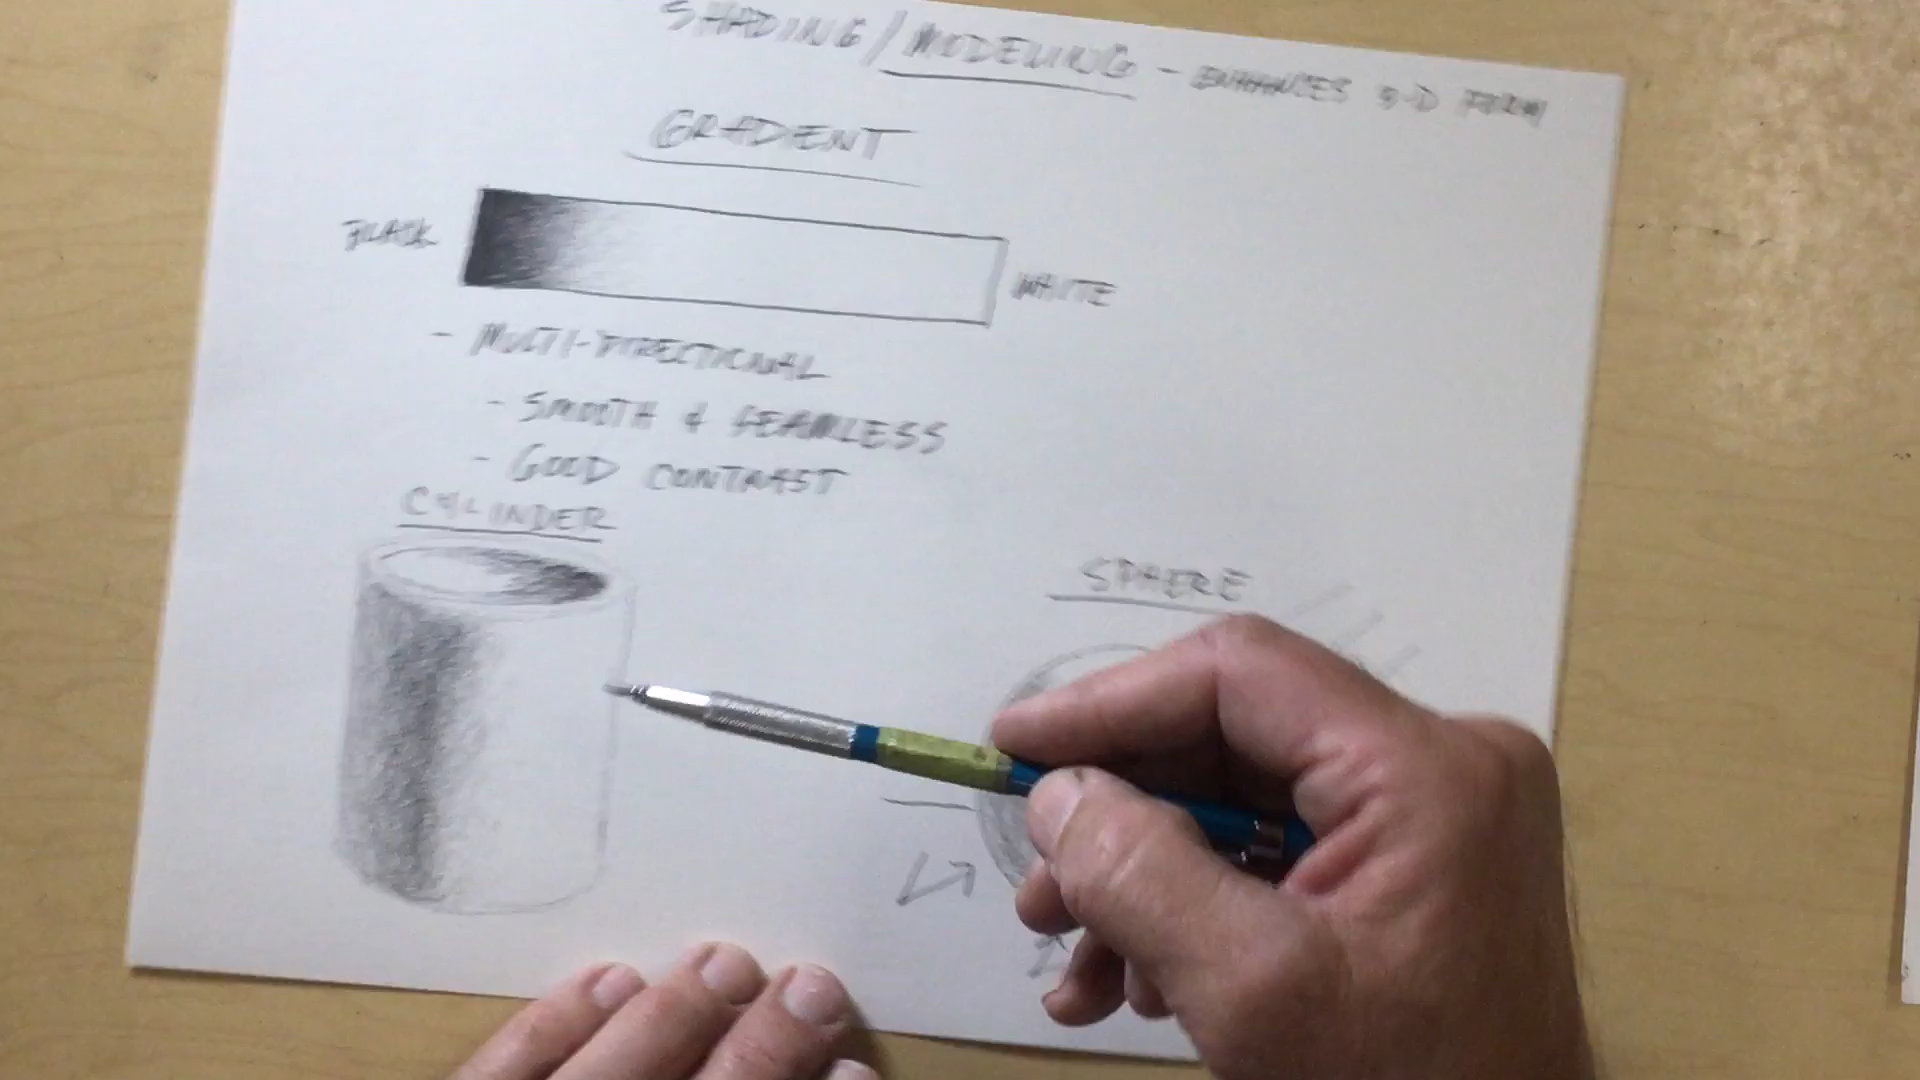 SHADING/MODELING - ENHANCES 3-D FORM
GRADIENT
BLACK
WHITE
- MULTI-DIRECTIONAL
- SMOOTH & SEAMLESS
- GOOD CONTRAST
CYLINDER
SPHERE